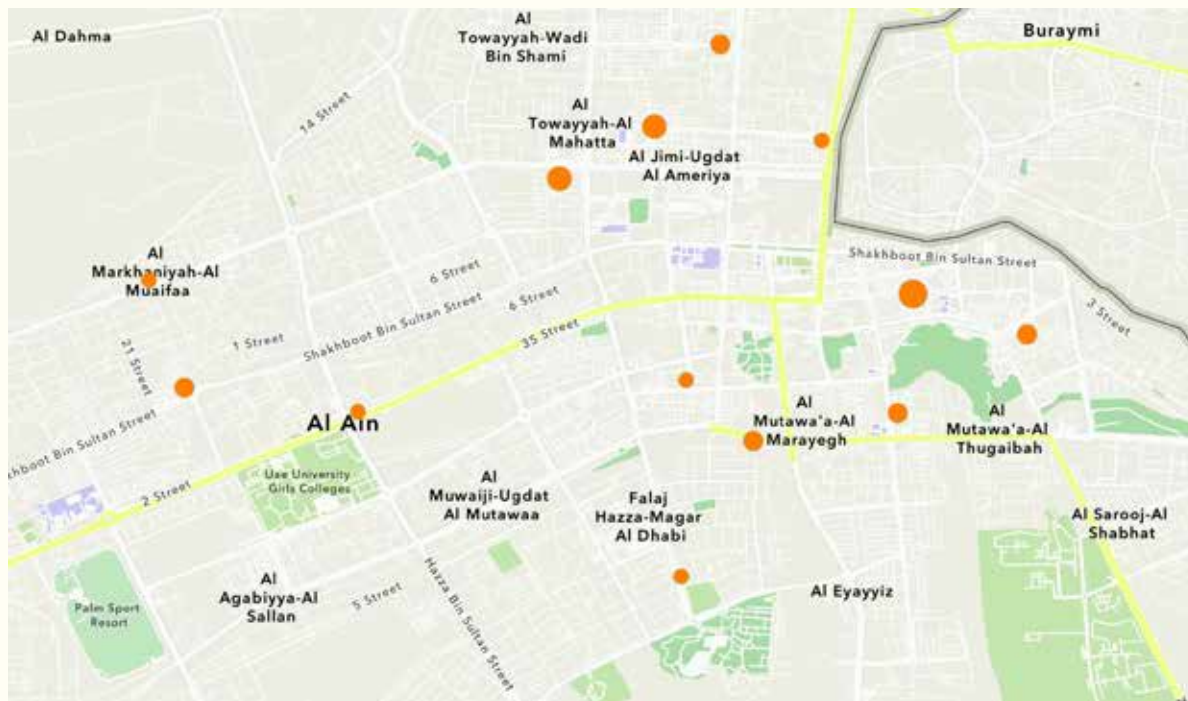 Al Dahma
Al
Towayyah-Wadi
Bin Shami
Buraymi
14 Street
Al
Towayyah-Al
Mahatta
Al Jimi-Ugdat
Al Ameriya
Al
Markhaniyah-Al
Muaifaa
Shakhboot Bin Sultan Street
6 Street
6 Street
3 Street
1 Street
Shakhboot Bin Sultan Street
35 Street
21 Street
Al Ain
Al
Mutawa'a-Al
Marayegh
Al
Mutawa'a-Al
Thugaibah
Shakhboot Bin Sultan Street
Uae University
Girls Colleges
2 Street
Al
Muwaiji-Ugdat
Al Mutawaa
Falaj
Hazza-Magar
Al Dhabi
Al Sarooj-Al
Shabhat
Al
Agabiyya-Al
Sallan
5 Street
Hazza Bin Sultan Street
Al Eyayyiz
Palm Sport
Resort